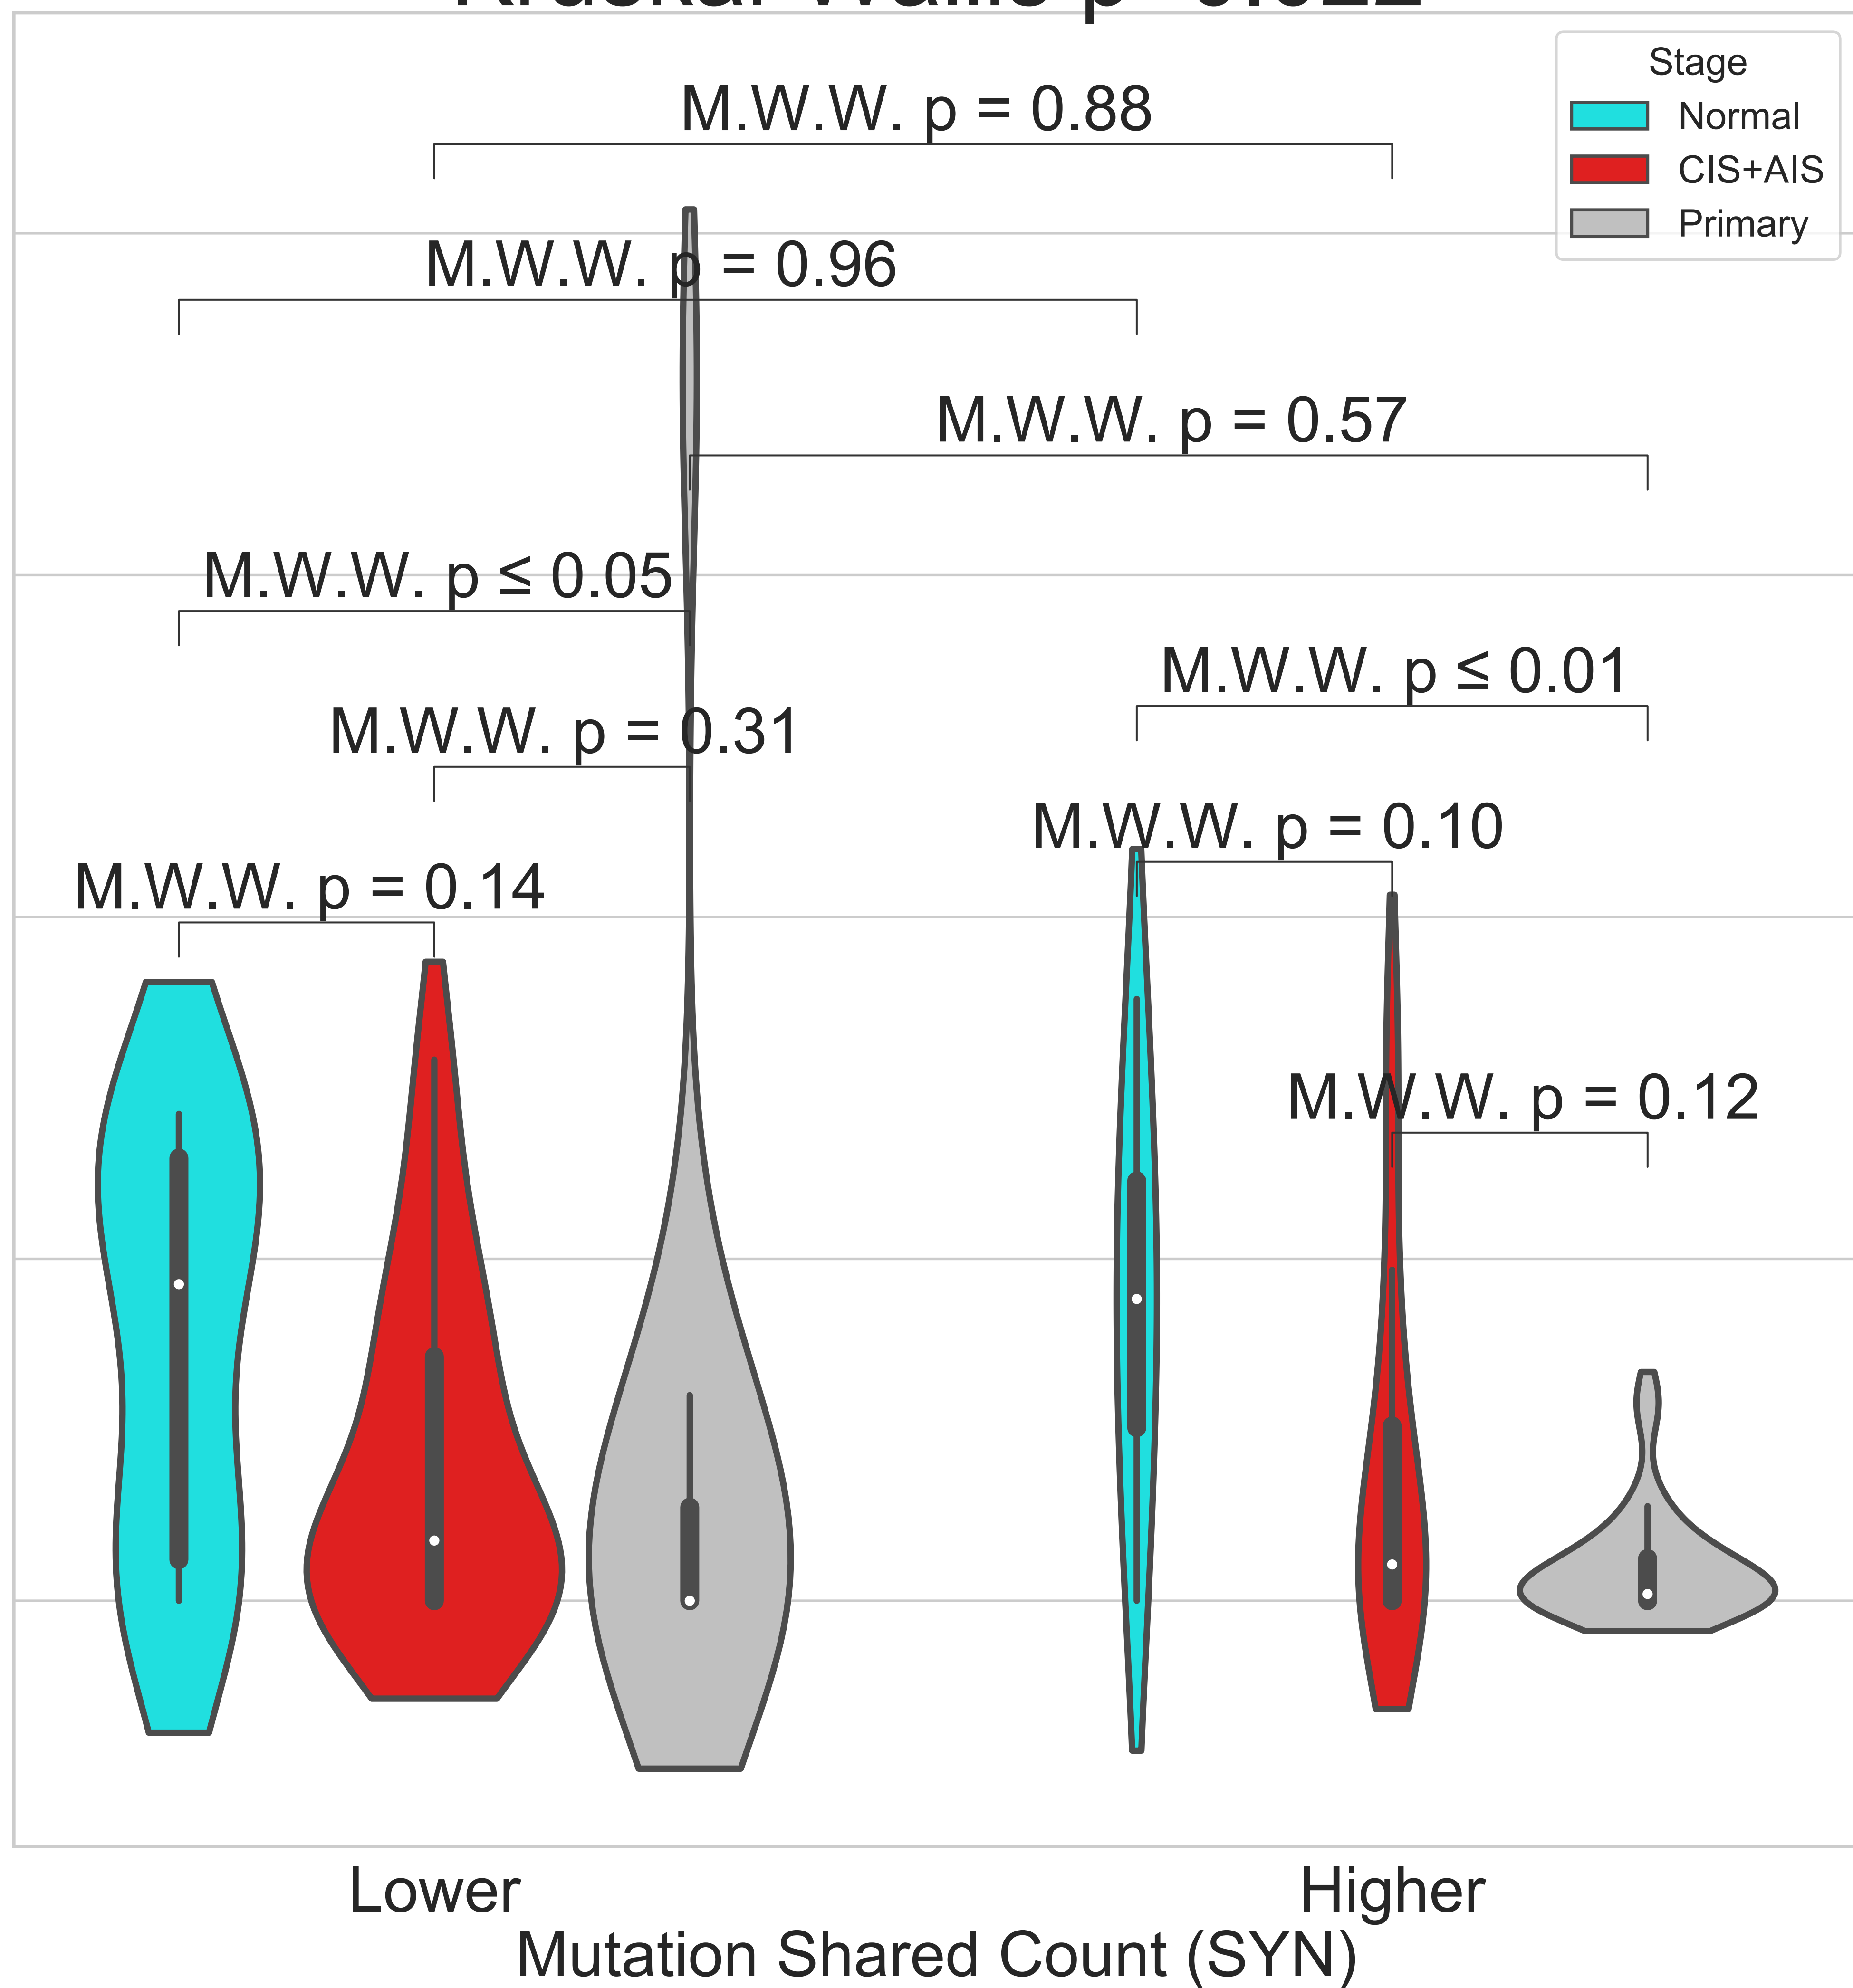 M.W.W. p = 0.88
M.W.W. p = 0.96
M.W.W. p = 0.57
M.W.W. p ≤ 0.05
M.W.W. p ≤ 0.01
M.W.W. p = 0.31
M.W.W. p = 0.10
M.W.W. p = 0.14
M.W.W. p = 0.12
Stage
Normal
CIS+AIS
Primary
Lower
Higher
Mutation Shared Count (SYN)